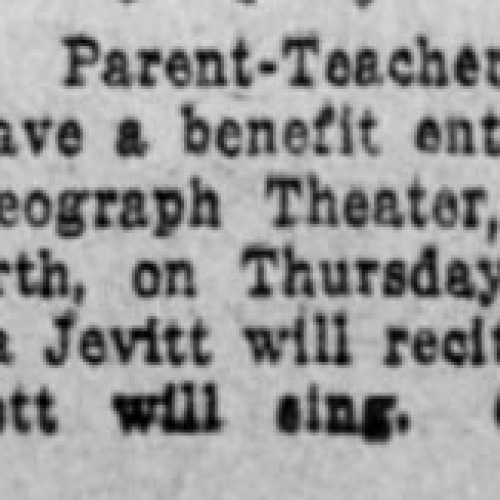 Parent-Teacher
ave a benefit ent
eograph Theater,
rth, on Thursday
a Jevitt will recit
ett will sing.